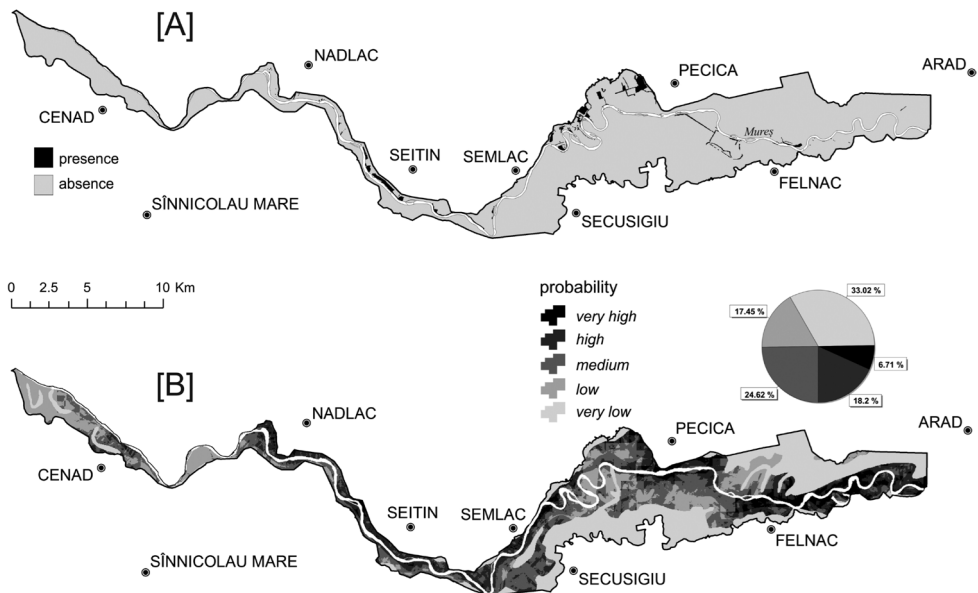 [A]
NADLAC
PECICA
ARAD
CENAD
Mureș
presence
SEITIN
SEMLAC
absence
FELNAC
SÎNNICOLAU MARE
SECUSIGIU
[B]
0 2.5 5 10 Km
probability
very high
high
medium
low
very low
33.02 %
17.45 %
6.71 %
24.62 %
18.2 %
NADLAC
PECICA
ARAD
CENAD
SEITIN
SEMLAC
FELNAC
SÎNNICOLAU MARE
SECUSIGIU